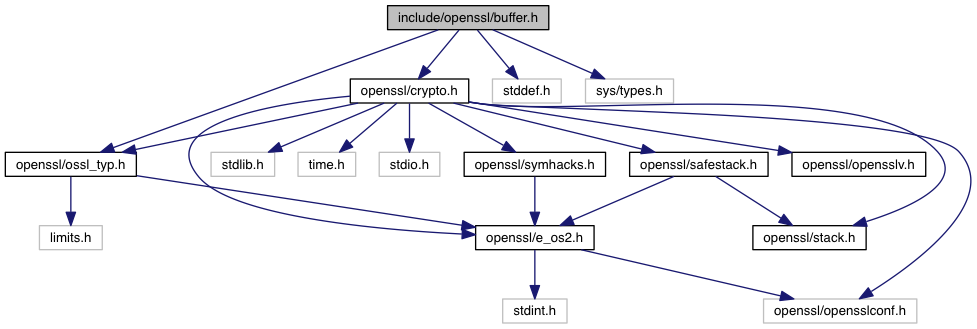 include/openssl/buffer.h
openssl/crypto.h
stddef.h
sys/types.h
openssl/ossl_typ.h
stdlib.h
time.h
stdio.h
openssl/symhacks.h
openssl/safestack.h
openssl/opensslv.h
limits.h
openssl/e_os2.h
openssl/stack.h
stdint.h
openssl/opensslconf.h